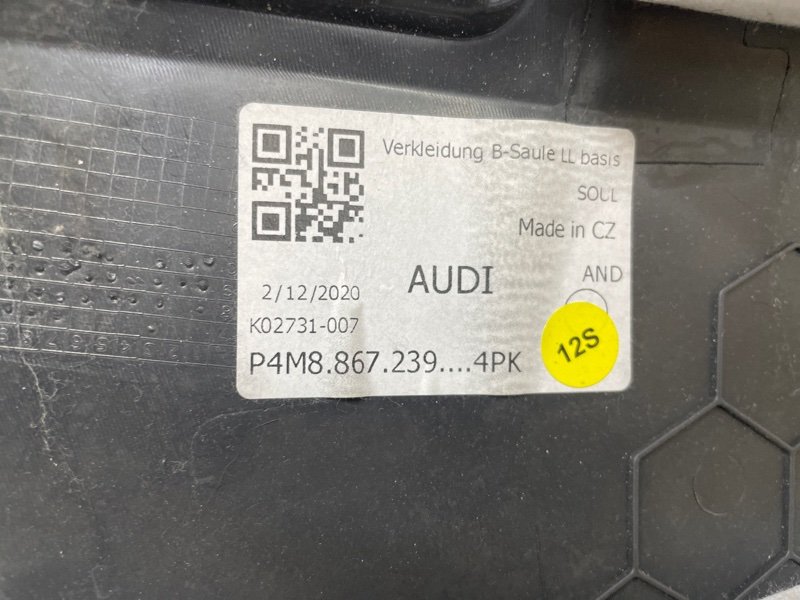 Verkleidung B-Saule LL basis
SOUL
Made in CZ
AND
AUDI
2/12/2020
K02731-007
P4M8.867.239....4PK
12S